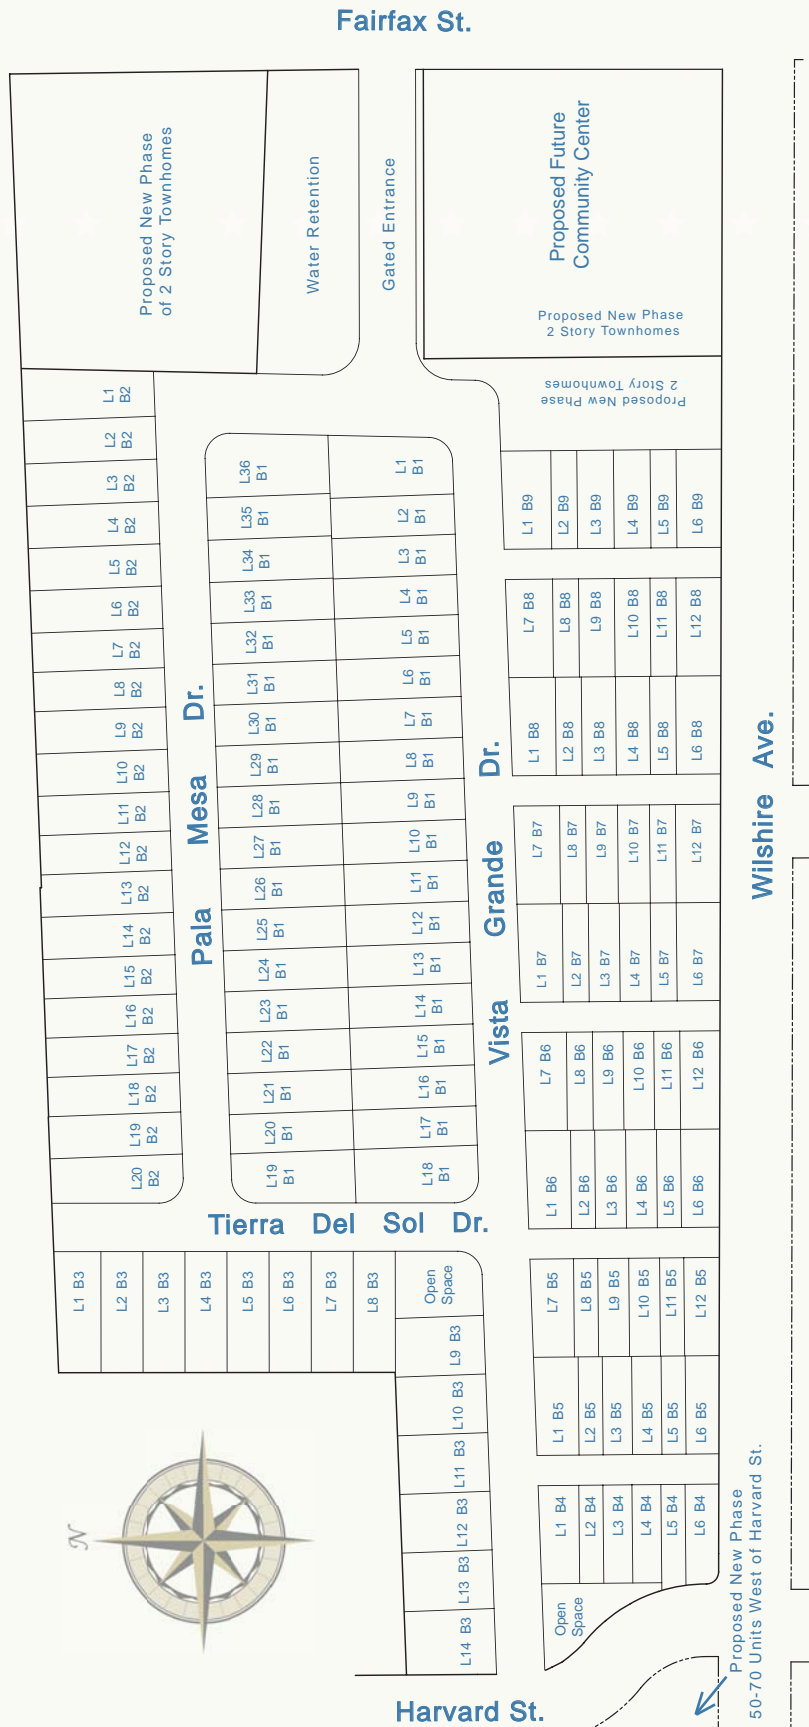 Fairfax St.
Proposed New Phase
of 2 Story Townhomes
Water Retention
Gated Entrance
Proposed Future
Community Center
Proposed New Phase
2 Story Townhomes
Proposed New Phase
2 Story Townhomes
L1 B2
L2 B2
L3 B2
L4 B2
L5 B2
L6 B2
L7 B2
L8 B2
L9 B2
L10 B2
L11 B2
L12 B2
L13 B2
L14 B2
L15 B2
L16 B2
L17 B2
L18 B2
L19 B2
L20 B2
Pala Mesa Dr.
L36 B1
L35 B1
L34 B1
L33 B1
L32 B1
L31 B1
L30 B1
L29 B1
L28 B1
L27 B1
L26 B1
L25 B1
L24 B1
L23 B1
L22 B1
L21 B1
L20 B1
L19 B1
L1 B1
L2 B1
L3 B1
L4 B1
L5 B1
L6 B1
L7 B1
L8 B1
L9 B1
L10 B1
L11 B1
L12 B1
L13 B1
L14 B1
L15 B1
L16 B1
L17 B1
L18 B1
Vista Grande Dr.
L1 B9
L2 B9
L3 B9
L4 B9
L5 B9
L6 B9
L7 B8
L8 B8
L9 B8
L10 B8
L11 B8
L12 B8
L1 B8
L2 B8
L3 B8
L4 B8
L5 B8
L6 B8
L7 B7
L8 B7
L9 B7
L10 B7
L11 B7
L12 B7
L1 B7
L2 B7
L3 B7
L4 B7
L5 B7
L6 B7
L7 B6
L8 B6
L9 B6
L10 B6
L11 B6
L12 B6
L1 B6
L2 B6
L3 B6
L4 B6
L5 B6
L6 B6
L7 B5
L8 B5
L9 B5
L10 B5
L11 B5
L12 B5
L1 B5
L2 B5
L3 B5
L4 B5
L5 B5
L6 B5
L1 B4
L2 B4
L3 B4
L4 B4
L5 B4
L6 B4
Open
Space
Wilshire Ave.
Tierra Del Sol Dr.
L1 B3
L2 B3
L3 B3
L4 B3
L5 B3
L6 B3
L7 B3
L8 B3
Open
Space
L9 B3
L10 B3
L11 B3
L12 B3
L13 B3
L14 B3
N
Proposed New Phase
50-70 Units West of Harvard St.
Harvard St.